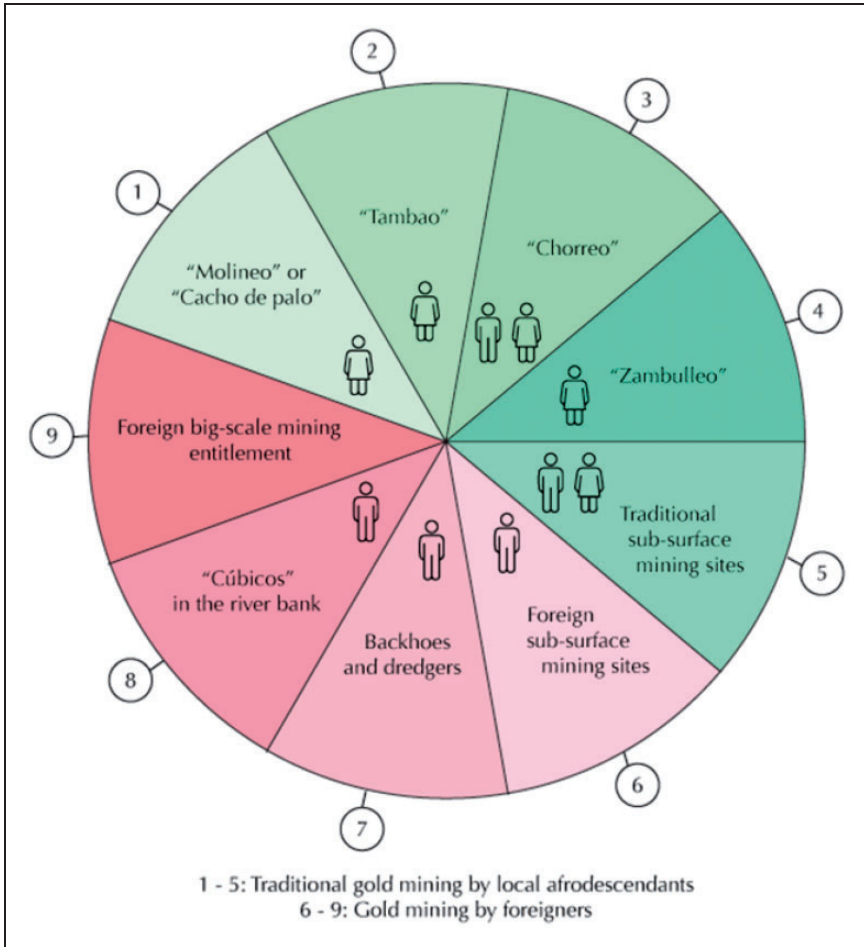 1
“Molineo” or
“Cacho de palo”
2
“Tambao”
3
“Chorreo”
4
“Zambulleo”
5
Traditional
sub-surface
mining sites
6
Foreign
sub-surface
mining sites
7
Backhoes
and dredgers
8
“Cúbicos”
in the river bank
9
Foreign big-scale mining
entitlement
1 - 5: Traditional gold mining by local afrodescendants
6 - 9: Gold mining by foreigners